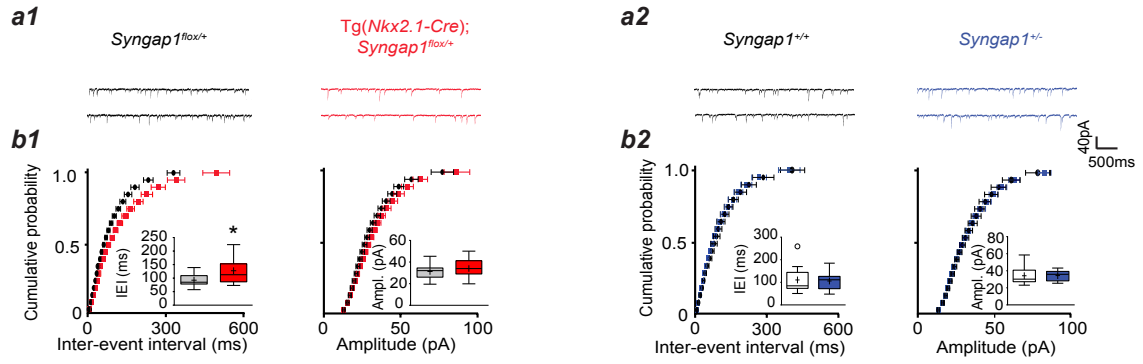 a1
Syngap1flox/+
Tg(Nkx2.1-Cre);
Syngap1flox/+
a2
Syngap1+/+
Syngap1+/-
40pA
500ms
b1
Cumulative probability
1.0
0.5
0
300
600
Inter-event interval (ms)
IEI (ms)
250
200
150
100
50
0
*
0
50
100
Amplitude (pA)
Ampl. (pA)
60
40
20
0
b2
Cumulative probability
1.0
0.5
0
300
600
Inter-event interval (ms)
IEI (ms)
300
200
100
0
0
50
100
Amplitude (pA)
Ampl. (pA)
80
60
40
20
0